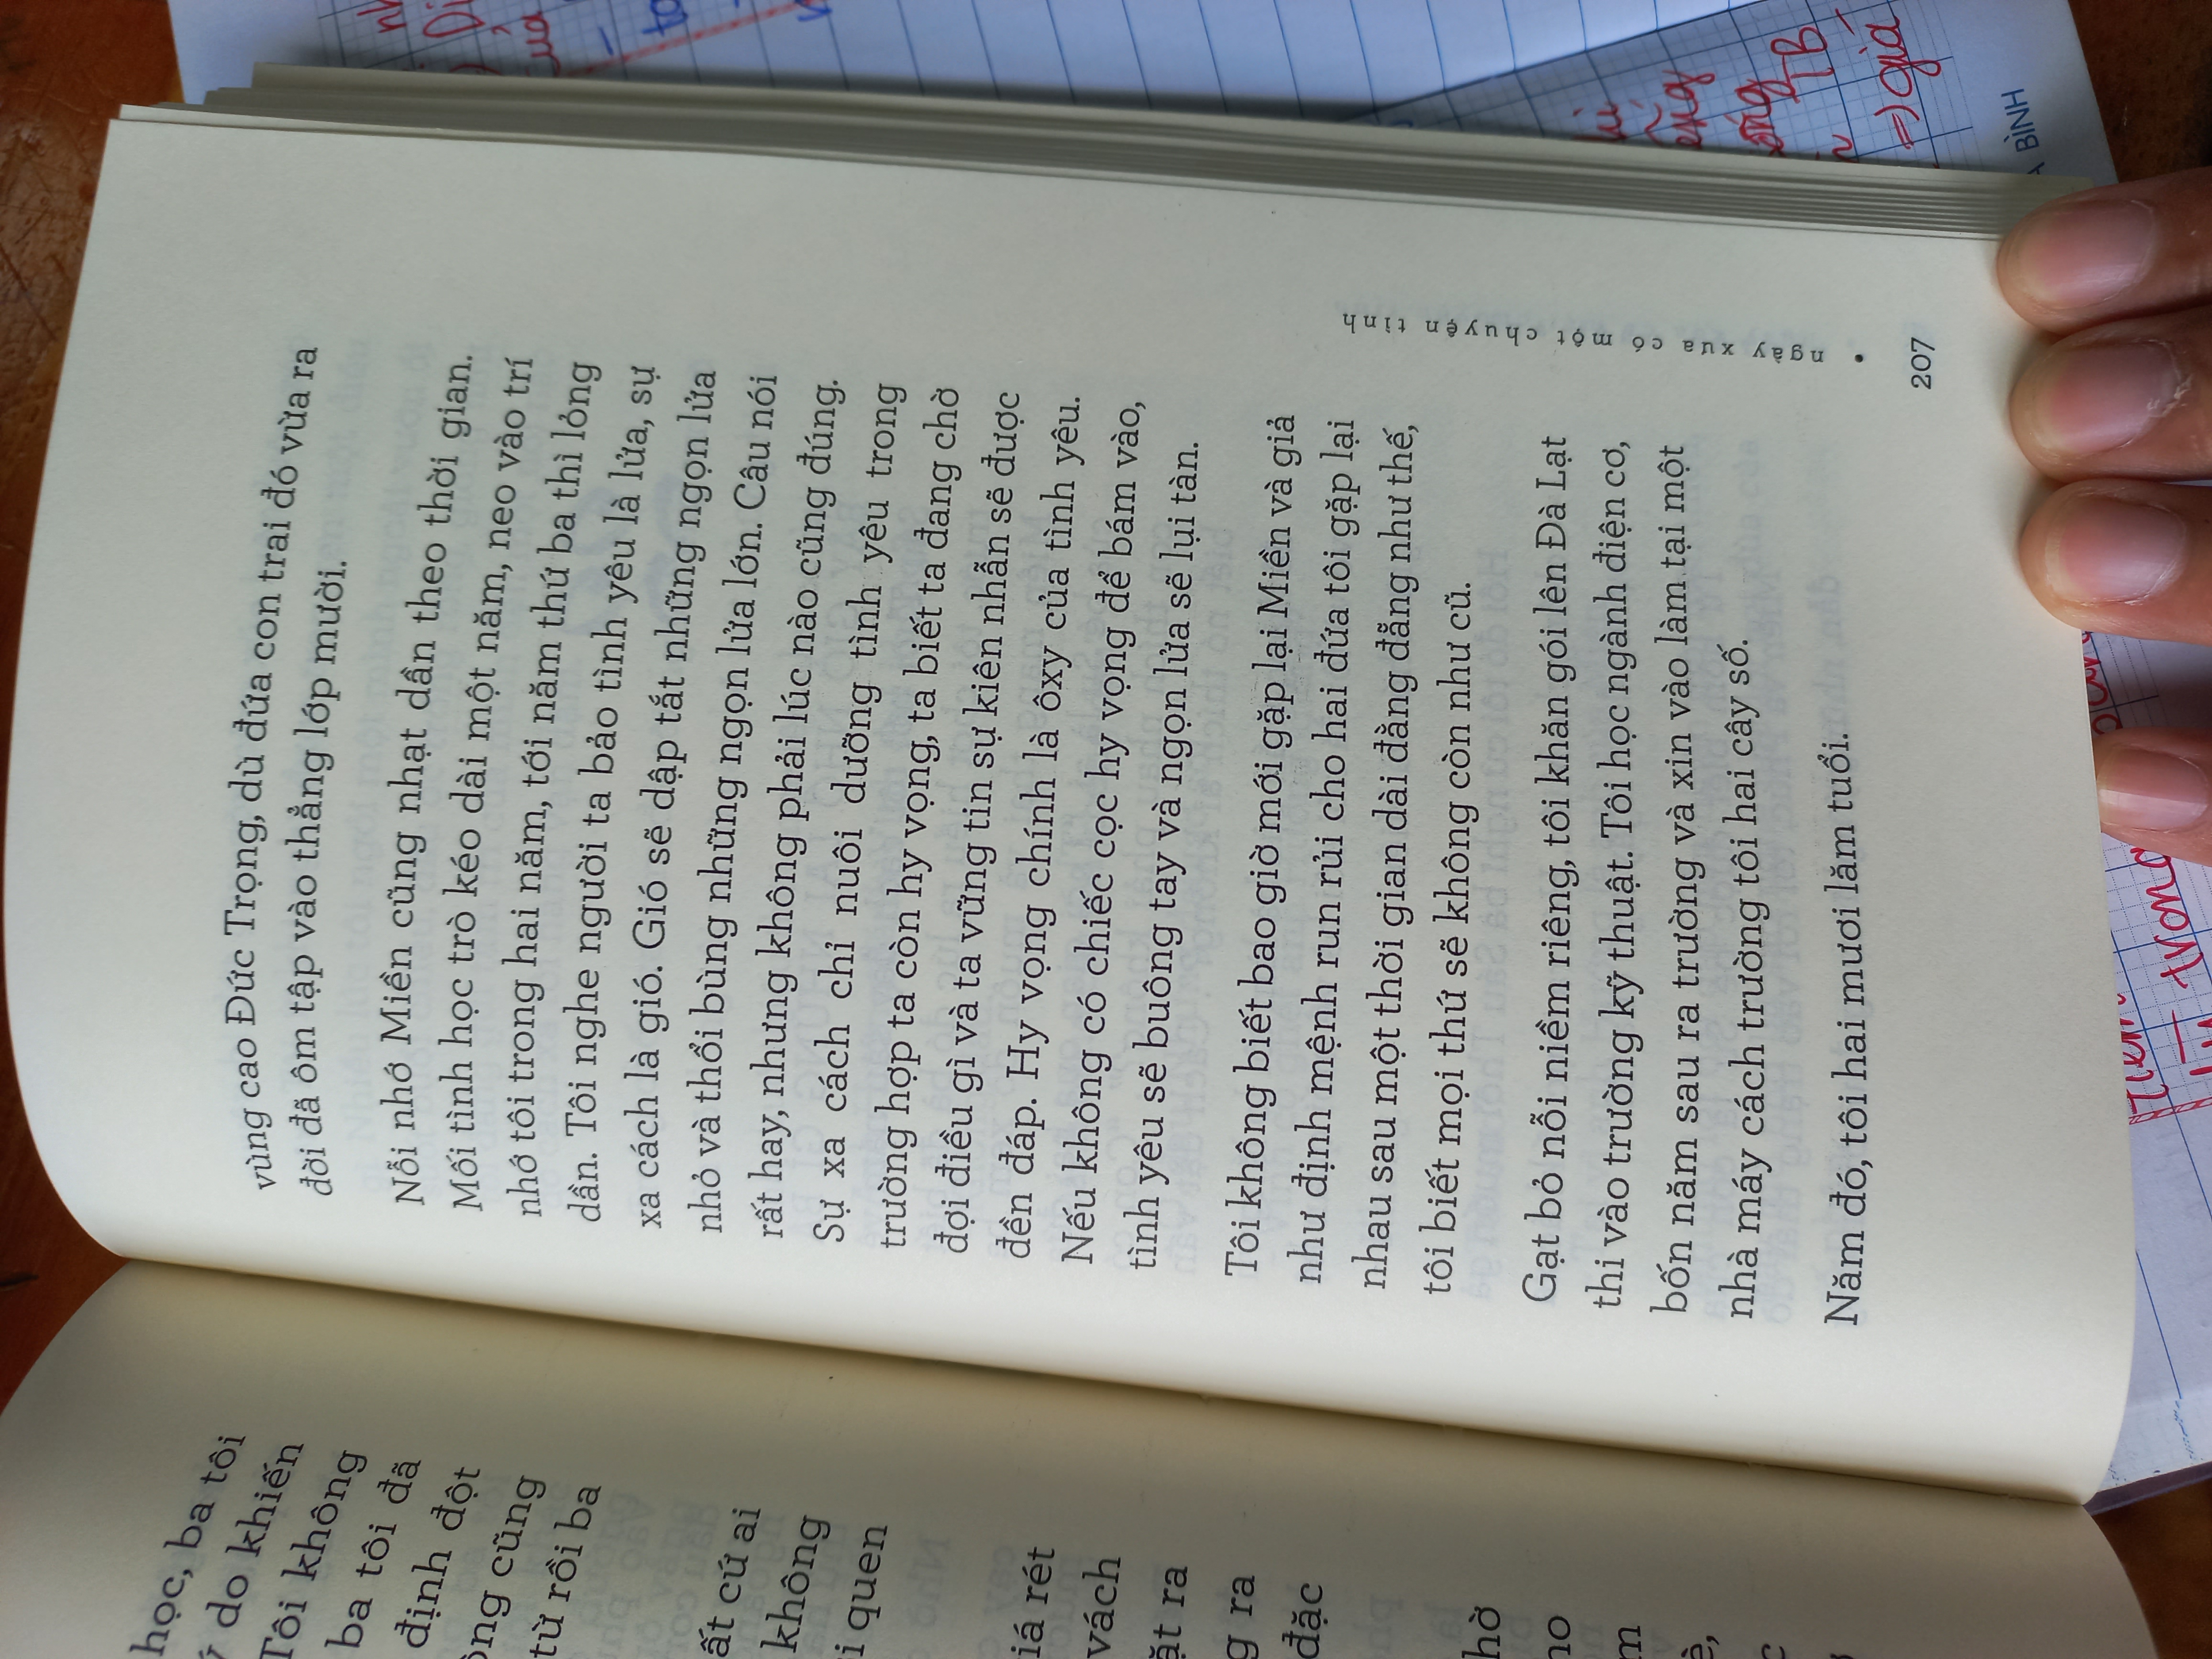 học, ba tôi
do khiến
Tôi không
ba tôi đã
định đột
cũng
từ rồi ba
cứ ai
không
quen
rét
vách
ra
ra
đặc
vùng cao Đức Trọng, dù đứa con trai đó vừa ra
đời đã ôm tập vào thẳng lớp mười.
Nỗi nhớ Miền cũng nhạt dần theo thời gian.
Mối tình học trò kéo dài một năm, neo vào trí
nhớ tôi trong hai năm, tới năm thứ ba thì lỏng
dần. Tôi nghe người ta bảo tình yêu là lửa, sự
xa cách là gió. Gió sẽ dập tắt những ngọn lửa
nhỏ và thổi bùng những ngọn lửa lớn. Câu nói
rất hay, nhưng không phải lúc nào cũng đúng.
Sự xa cách chỉ nuôi dưỡng tình yêu trong
trường hợp ta còn hy vọng, ta biết ta đang chờ
đợi điều gì và ta vững tin sự kiên nhẫn sẽ được
đền đáp. Hy vọng chính là ôxy của tình yêu.
Nếu không có chiếc cọc hy vọng để bám vào,
tình yêu sẽ buông tay và ngọn lửa sẽ lụi tàn.
Tôi không biết bao giờ mới gặp lại Miền và giả
như định mệnh run rủi cho hai đứa tôi gặp lại
nhau sau một thời gian dài đằng đẵng như thế,
tôi biết mọi thứ sẽ không còn như cũ.
Gạt bỏ nỗi niềm riêng, tôi khăn gói lên Đà Lạt
thi vào trường kỹ thuật. Tôi học ngành điện cơ,
bốn năm sau ra trường và xin vào làm tại một
nhà máy cách trường tôi hai cây số.
Năm đó, tôi hai mươi lăm tuổi.
• ngày xưa có một chuyện tình
207
TB
=> giá
BÌNH
trong